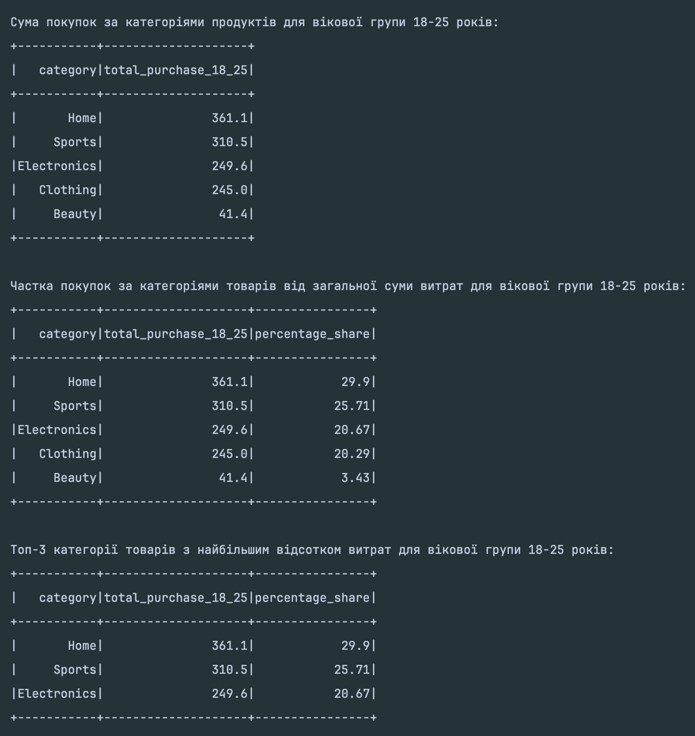 Сума покупок за категоріями продуктів для вікової групи 18-25 років:
+-----------+--------------------+
|   category|total_purchase_18_25|
+-----------+--------------------+
|       Home|               361.1|
|     Sports|               310.5|
|Electronics|               249.6|
|   Clothing|               245.0|
|     Beauty|                41.4|
+-----------+--------------------+

Частка покупок за категоріями товарів від загальної суми витрат для вікової групи 18-25 років:
+-----------+--------------------+----------------+
|   category|total_purchase_18_25|percentage_share|
+-----------+--------------------+----------------+
|       Home|               361.1|            29.9|
|     Sports|               310.5|           25.71|
|Electronics|               249.6|           20.67|
|   Clothing|               245.0|           20.29|
|     Beauty|                41.4|            3.43|
+-----------+--------------------+----------------+

Топ-3 категорії товарів з найбільшим відсотком витрат для вікової групи 18-25 років:
+-----------+--------------------+----------------+
|   category|total_purchase_18_25|percentage_share|
+-----------+--------------------+----------------+
|       Home|               361.1|            29.9|
|     Sports|               310.5|           25.71|
|Electronics|               249.6|           20.67|
+-----------+--------------------+----------------+